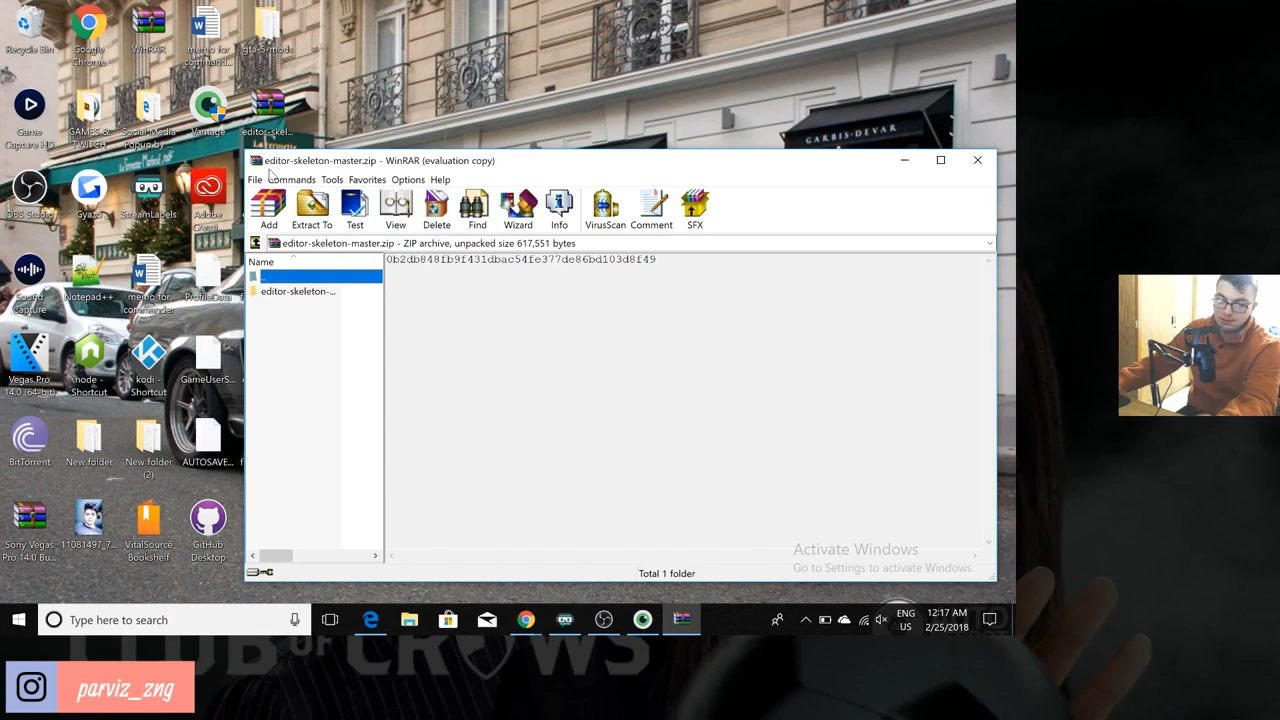 Recycle Bin
Google Chrome
WinRAR
memo for command...
gta-5-mods
Game Capture HD
GAMES & TWITCH
Social Media Popup by...
Vantage
editor-skel...
GARBIS-DEVAR
editor-skeleton-master.zip - WinRAR (evaluation copy)
File Commands Tools Favorites Options Help
Add Extract To Test View Delete Find Wizard Info VirusScan Comment SFX
editor-skeleton-master.zip - ZIP archive, unpacked size 617,551 bytes
Name
0b2db848fb9f431dbac54fe377de86bd103d8f49
..
editor-skeleton-...
OBS Studio
Gyazo
StreamLabels
Adobe Creati...
Sound Capture
Notepad++
memo for commander
ProfileData
Vegas Pro 14.0 (64-bit)
node - Shortcut
kodi - Shortcut
GameUserS...
BitTorrent
New folder
New folder (2)
AUTOSAVE...
Sony Vegas Pro 14.0 Bu...
11081497_7...
VitalSource Bookshelf
GitHub Desktop
Total 1 folder
Activate Windows
Go to Settings to activate Windows.
Type here to search
ENG
US
12:17 AM
2/25/2018
CLUB OF CROWS
parviz_zng